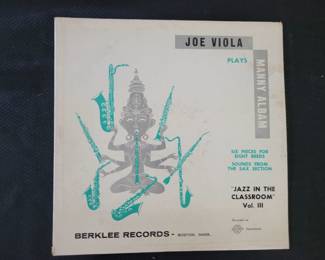 JOE VIOLA
PLAYS
MANNY ALBAM
SIX PIECES FOR
EIGHT REEDS
SOUNDS FROM
THE SAX SECTION
"JAZZ IN THE
CLASSROOM"
Vol. III
BERKLEE RECORDS - BOSTON, MASS.